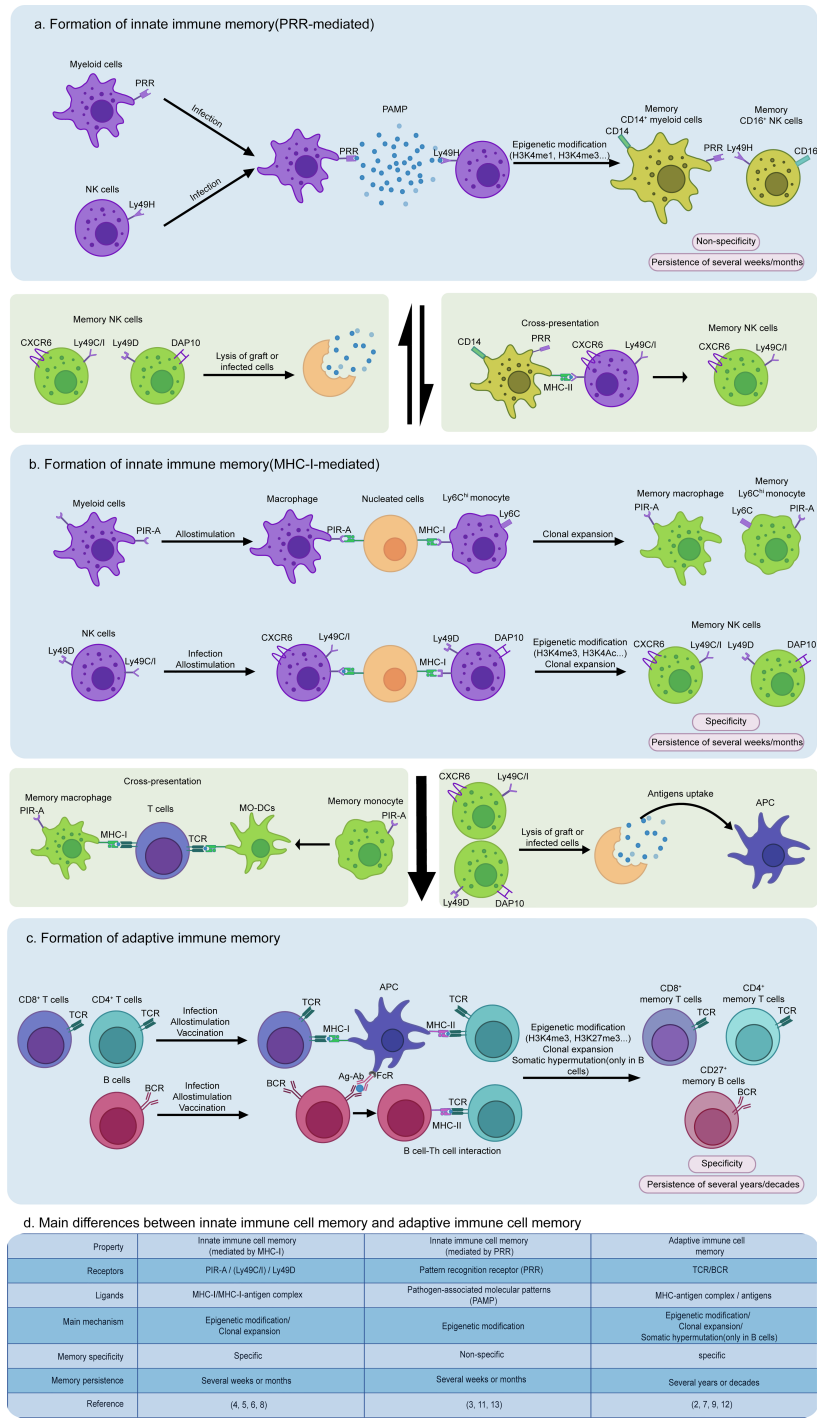 a. Formation of innate immune memory(PRR-mediated)
Myeloid cells
PRR
Infection
NK cells
Ly49H
Infection
PRR
PAMP
Ly49H
Epigenetic modification
(H3K4me1, H3K4me3...)
Memory
CD14⁺ myeloid cells
CD14
PRR
Memory
CD16⁺ NK cells
Ly49H
CD16
Non-specificity
Persistence of several weeks/months
Memory NK cells
CXCR6
Ly49C/I
Ly49D
DAP10
Lysis of graft or
infected cells
Cross-presentation
CD14
PRR
CXCR6
Ly49C/I
MHC-II
Memory NK cells
CXCR6
Ly49C/I
b. Formation of innate immune memory(MHC-I-mediated)
Myeloid cells
PIR-A
Allostimulation
Macrophage
PIR-A
Nucleated cells
MHC-I
Ly6Cʰⁱ monocyte
Ly6C
Clonal expansion
Memory macrophage
PIR-A
Memory
Ly6Cʰⁱ monocyte
Ly6C
PIR-A
NK cells
Ly49D
Ly49C/I
Infection
Allostimulation
CXCR6
Ly49C/I
MHC-I
Ly49D
DAP10
Epigenetic modification
(H3K4me3, H3K4Ac...)
Clonal expansion
Memory NK cells
CXCR6
Ly49C/I
Ly49D
DAP10
Specificity
Persistence of several weeks/months
Cross-presentation
Memory macrophage
PIR-A
MHC-I
T cells
TCR
MO-DCs
Memory monocyte
PIR-A
CXCR6
Ly49C/I
Ly49D
DAP10
Lysis of graft or
infected cells
Antigens uptake
APC
c. Formation of adaptive immune memory
CD8⁺ T cells
TCR
CD4⁺ T cells
TCR
Infection
Allostimulation
Vaccination
TCR
MHC-I
APC
MHC-II
TCR
B cells
BCR
Infection
Allostimulation
Vaccination
BCR
Ag-Ab
FcR
TCR
MHC-II
B cell-Th cell interaction
Epigenetic modification
(H3K4me3, H3K27me3...)
Clonal expansion
Somatic hypermutation(only in B
cells)
CD8⁺
memory T cells
TCR
CD4⁺
memory T cells
TCR
CD27⁺
memory B cells
BCR
Specificity
Persistence of several years/decades
d. Main differences between innate immune cell memory and adaptive immune cell memory
Property
Innate immune cell memory
(mediated by MHC-I)
Innate immune cell memory
(mediated by PRR)
Adaptive immune cell
memory
Receptors
PIR-A / (Ly49C/I) / Ly49D
Pattern recognition receptor (PRR)
TCR/BCR
Ligands
MHC-I/MHC-I-antigen complex
Pathogen-associated molecular patterns
(PAMP)
MHC-antigen complex / antigens
Main mechanism
Epigenetic modification/
Clonal expansion
Epigenetic modification
Epigenetic modification/
Clonal expansion/
Somatic hypermutation(only in B cells)
Memory specificity
Specific
Non-specific
specific
Memory persistence
Several weeks or months
Several weeks or months
Several years or decades
Reference
(4, 5, 6, 8)
(3, 11, 13)
(2, 7, 9, 12)